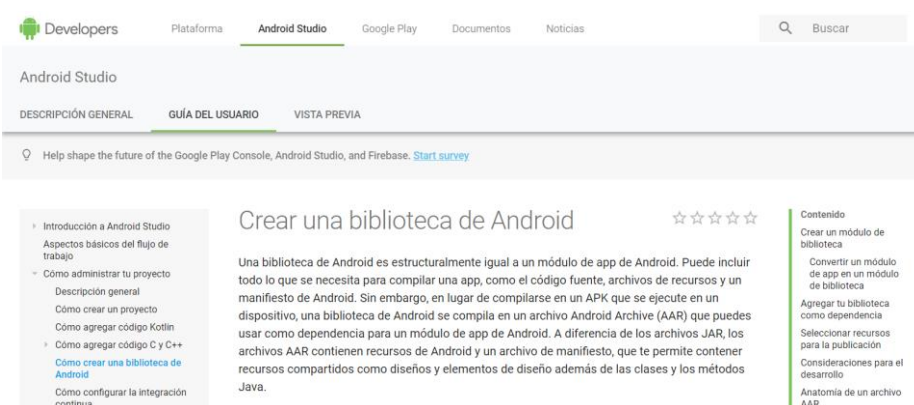 Developers
Plataforma
Android Studio
Google Play
Documentos
Noticias
Buscar
Android Studio
DESCRIPCIÓN GENERAL
GUÍA DEL USUARIO
VISTA PREVIA
Help shape the future of the Google Play Console, Android Studio, and Firebase. Start survey
Introducción a Android Studio
Aspectos básicos del flujo de
trabajo
Cómo administrar tu proyecto
Descripción general
Cómo crear un proyecto
Cómo agregar código Kotlin
Cómo agregar código C y C++
Cómo crear una biblioteca de
Android
Cómo configurar la integración
continua
Crear una biblioteca de Android
Una biblioteca de Android es estructuralmente igual a un módulo de app de Android. Puede incluir
todo lo que se necesita para compilar una app, como el código fuente, archivos de recursos y un
manifiesto de Android. Sin embargo, en lugar de compilarse en un APK que se ejecute en un
dispositivo, una biblioteca de Android se compila en un archivo Android Archive (AAR) que puedes
usar como dependencia para un módulo de app de Android. A diferencia de los archivos JAR, los
archivos AAR contienen recursos de Android y un archivo de manifiesto, que te permite contener
recursos compartidos como diseños y elementos de diseño además de las clases y los métodos
Java.
Contenido
Crear un módulo de
biblioteca
Convertir un módulo
de app en un módulo
de biblioteca
Agregar tu biblioteca
como dependencia
Seleccionar recursos
para la publicación
Consideraciones para el
desarrollo
Anatomía de un archivo
AAR